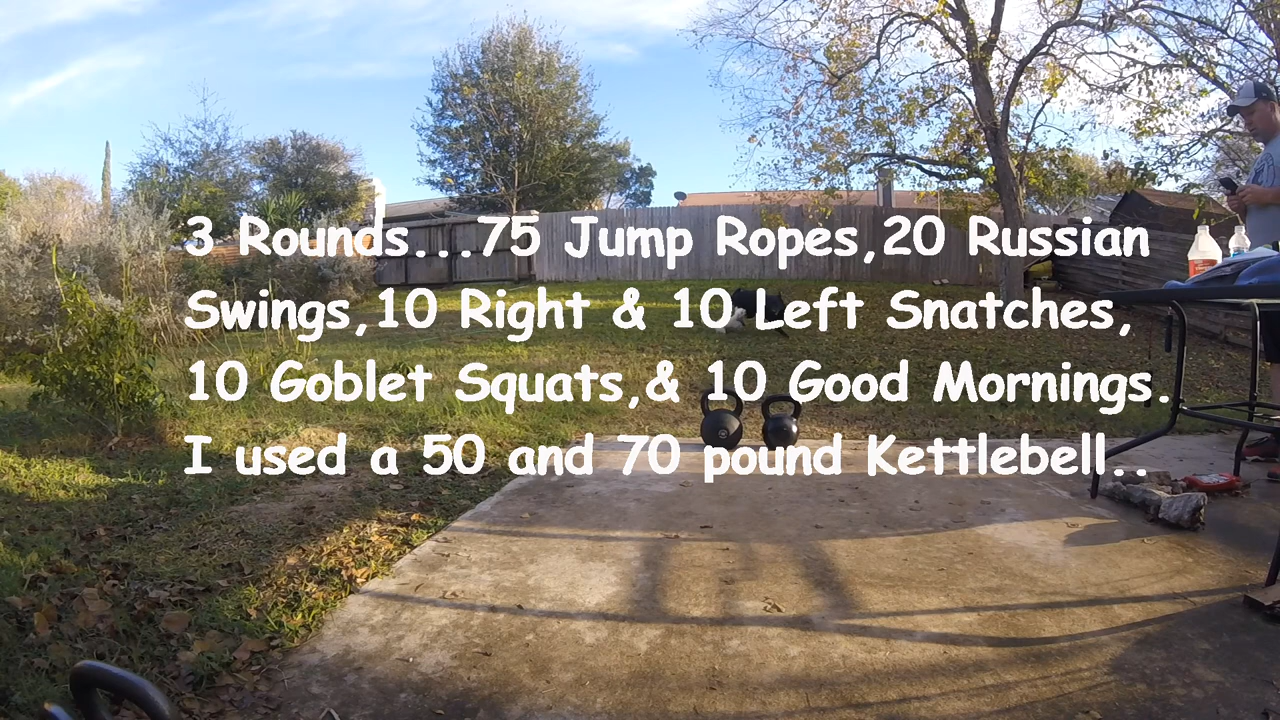 3 Rounds...75 Jump Ropes,20 Russian
Swings,10 Right & 10 Left Snatches,
10 Goblet Squats,& 10 Good Mornings.
I used a 50 and 70 pound Kettlebell..